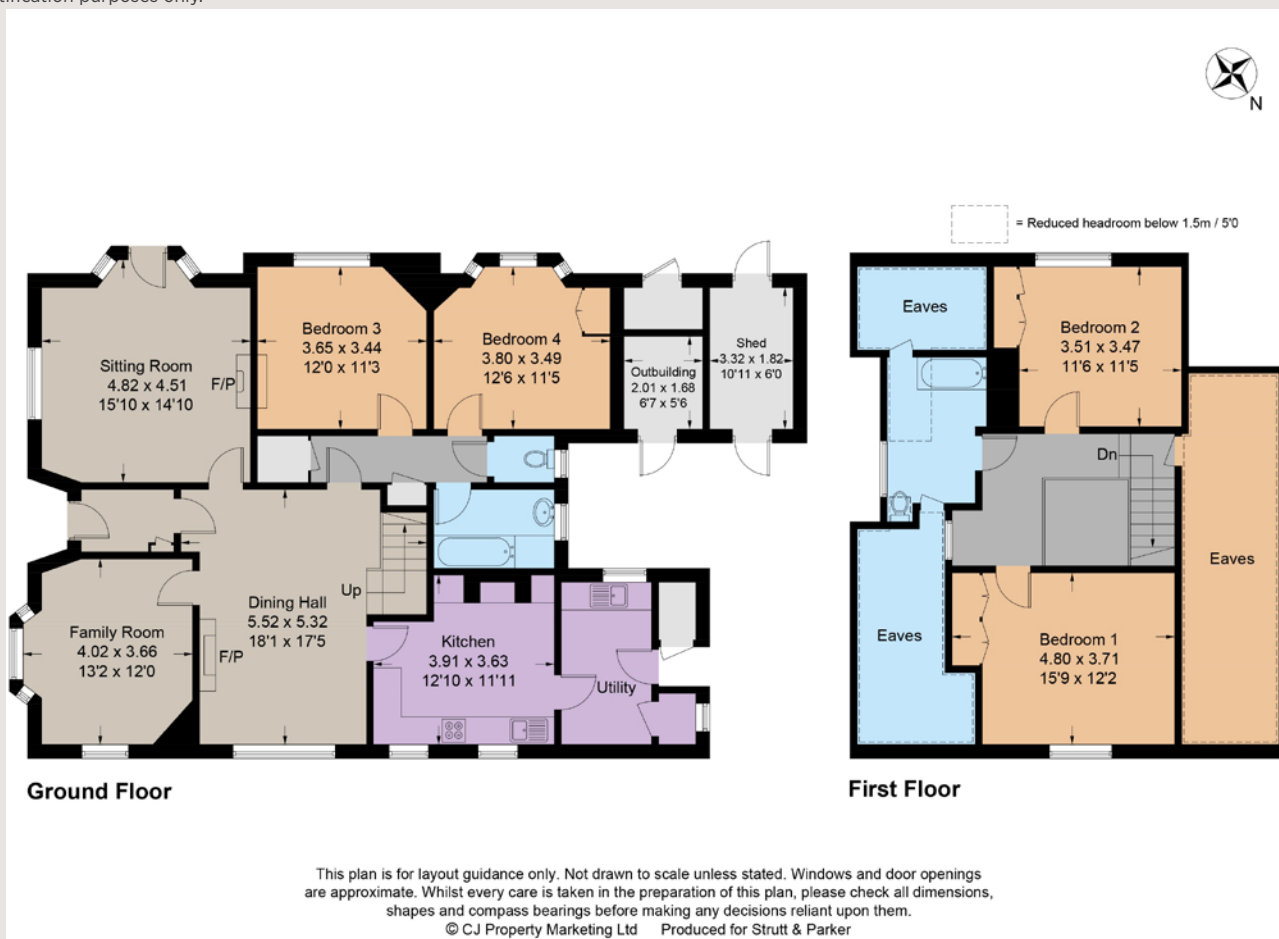 tification purposes only.
N
= Reduced headroom below 1.5m / 5'0
Sitting Room
4.82 x 4.51
15'10 x 14'10
F/P
Bedroom 3
3.65 x 3.44
12'0 x 11'3
Bedroom 4
3.80 x 3.49
12'6 x 11'5
Outbuilding
2.01 x 1.68
6'7 x 5'6
Shed
3.32 x 1.82
10'11 x 6'0
Family Room
4.02 x 3.66
13'2 x 12'0
Dining Hall
5.52 x 5.32
18'1 x 17'5
F/P
Up
Kitchen
3.91 x 3.63
12'10 x 11'11
Utility
Ground Floor
Eaves
Bedroom 2
3.51 x 3.47
11'6 x 11'5
Dn
Eaves
Eaves
Bedroom 1
4.80 x 3.71
15'9 x 12'2
First Floor
This plan is for layout guidance only. Not drawn to scale unless stated. Windows and door openings
are approximate. Whilst every care is taken in the preparation of this plan, please check all dimensions,
shapes and compass bearings before making any decisions reliant upon them.
© CJ Property Marketing Ltd Produced for Strutt & Parker